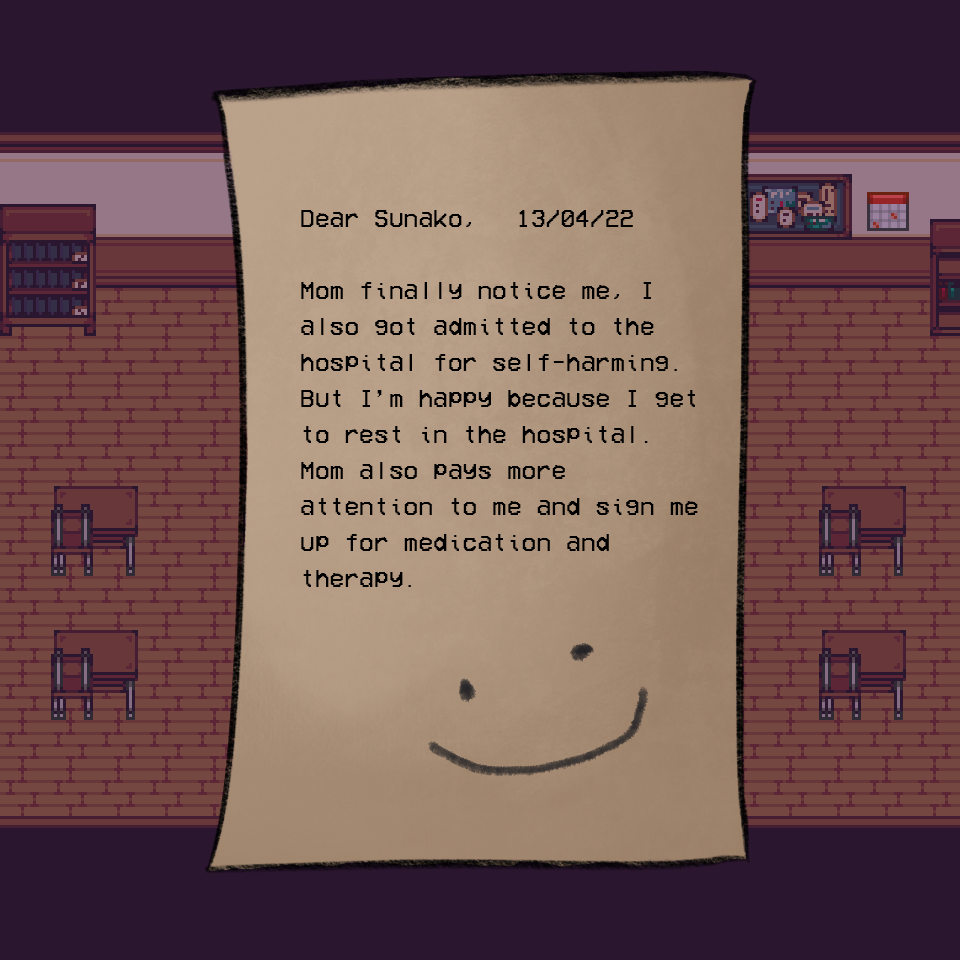 Dear Sunako,   13/04/22
Mom finally notice me, I
also got admitted to the
hospital for self-harming.
But I'm happy because I get
to rest in the hospital.
Mom also pays more
attention to me and sign me
up for medication and
therapy.